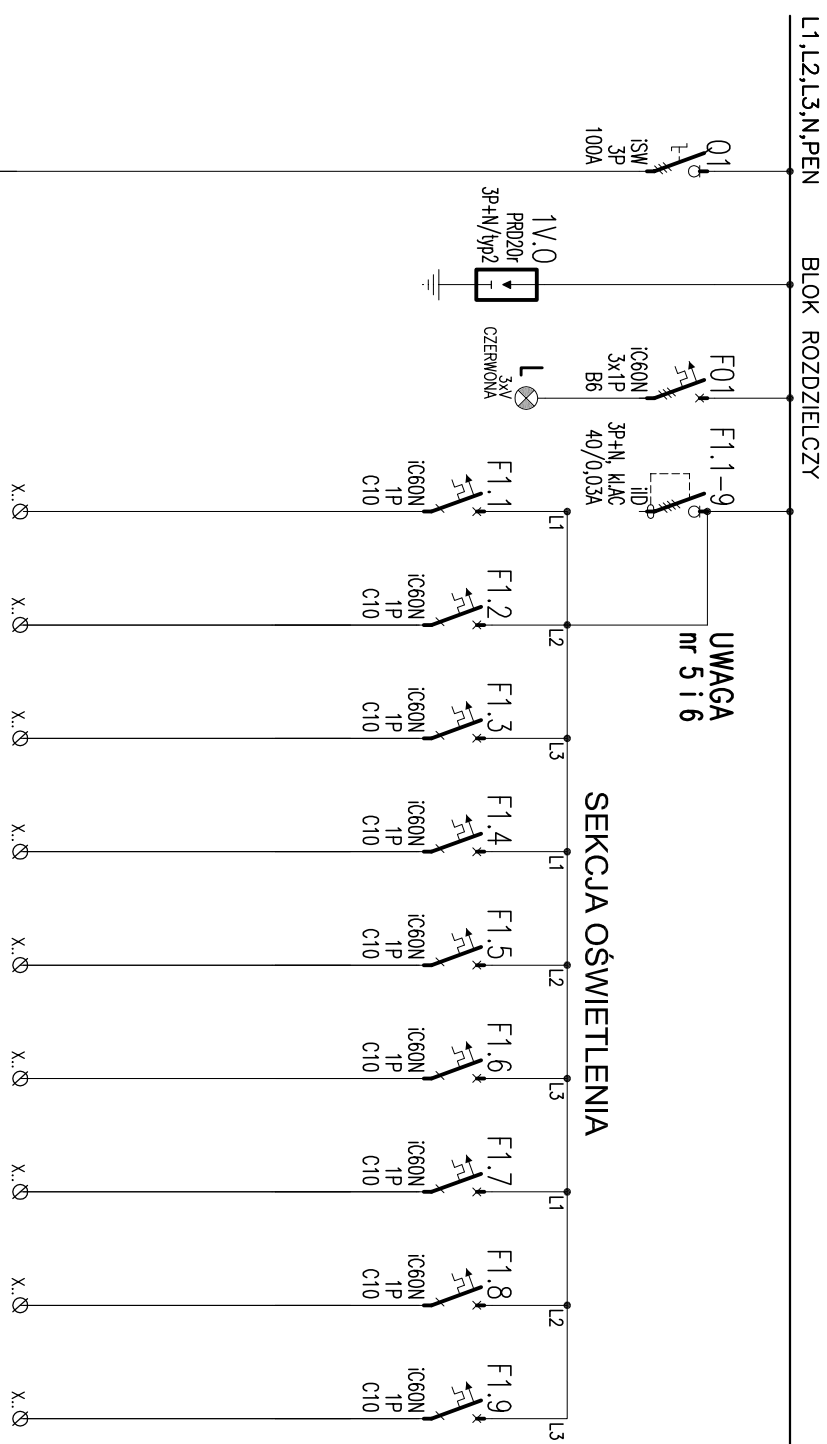 L1,L2,L3,N,PEN
BLOK ROZDZIELCZY
Q1
iSW
3P
100A
1V.0
PRD20r
3P+N/typ2
F01
iC60N
3x1P
B6
L
3xV
CZERWONA
F1.1-9
iID
3P+N, kl.AC
40/0,03A
UWAGA
nr 5 i 6
SEKCJA OŚWIETLENIA
L1
F1.1
iC60N
1P
C10
X..
L2
F1.2
iC60N
1P
C10
X..
L3
F1.3
iC60N
1P
C10
X..
L1
F1.4
iC60N
1P
C10
X..
L2
F1.5
iC60N
1P
C10
X..
L3
F1.6
iC60N
1P
C10
X..
L1
F1.7
iC60N
1P
C10
X..
L2
F1.8
iC60N
1P
C10
X..
L3
F1.9
iC60N
1P
C10
X..